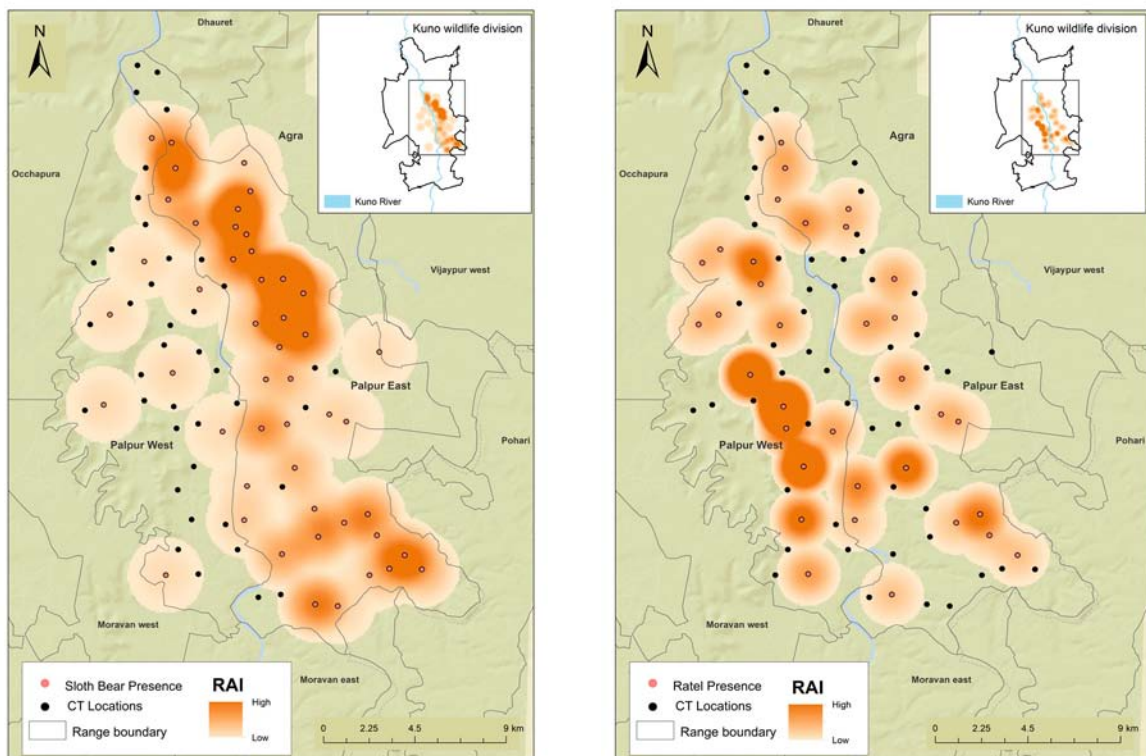 Dhauret
N
Kuno wildlife division
Agra
Occhapura
Kuno River
Vijaypur west
Palpur East
Palpur West
Pohari
Moravan west
Moravan east
Sloth Bear Presence
CT Locations
Range boundary
RAI
High
Low
0 2.25 4.5 9 km
Dhauret
N
Kuno wildlife division
Agra
Occhapura
Kuno River
Vijaypur west
Palpur East
Palpur West
Pohari
Moravan west
Moravan east
Ratel Presence
CT Locations
Range boundary
RAI
High
Low
0 2.25 4.5 9 km